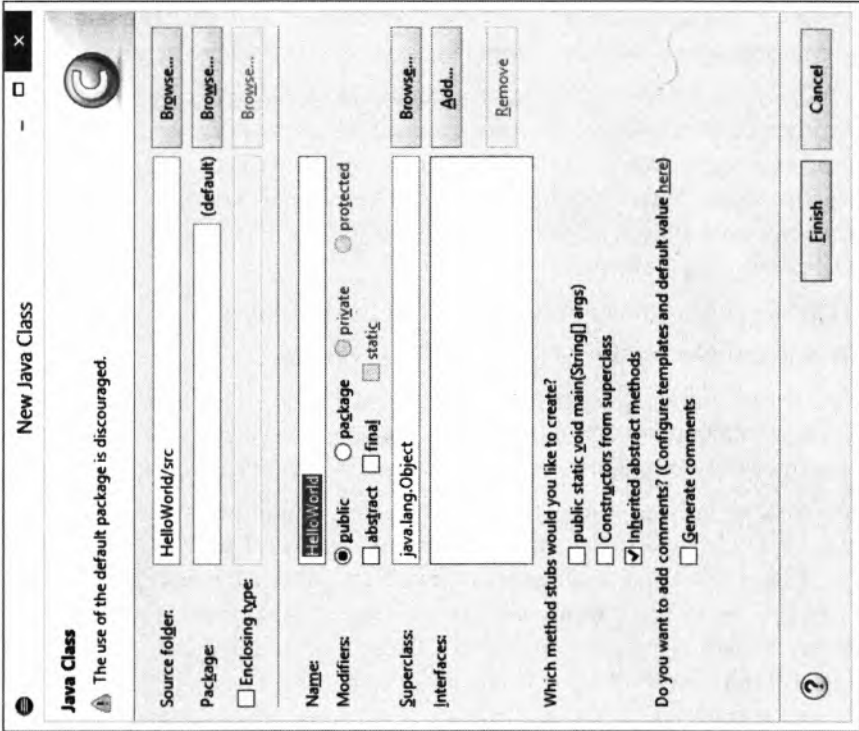 New Java Class
Java Class
The use of the default package is discouraged.
Source folder: HelloWorld/src Browse...
Package: (default) Browse...
Enclosing type: Browse...
Name: HelloWorld
Modifiers: public package private protected
abstract final static
Superclass: java.lang.Object Browse...
Interfaces: Add...
Remove
Which method stubs would you like to create?
public static void main(String[] args)
Constructors from superclass
Inherited abstract methods
Do you want to add comments? (Configure templates and default value here)
Generate comments
? Finish Cancel